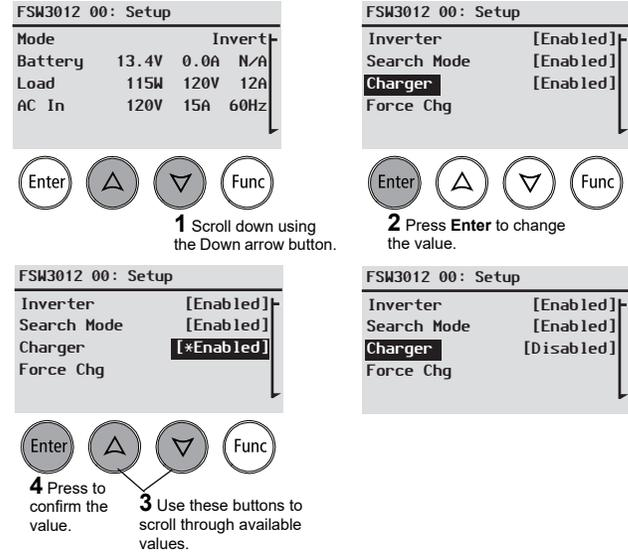 FSW3012 00: Setup
Mode Invert
Battery 13.4V 0.0A N/A
Load 115W 120V 12A
AC In 120V 15A 60Hz
Enter Func
1 Scroll down using
the Down arrow button.
FSW3012 00: Setup
Inverter [Enabled]
Search Mode [Enabled]
Charger [Enabled]
Force Chg
Enter Func
2 Press Enter to change
the value.
FSW3012 00: Setup
Inverter [Enabled]
Search Mode [Enabled]
Charger [*Enabled]
Force Chg
Enter Func
4 Press to
confirm the
value.
3 Use these buttons to
scroll through available
values.
FSW3012 00: Setup
Inverter [Enabled]
Search Mode [Enabled]
Charger [Disabled]
Force Chg